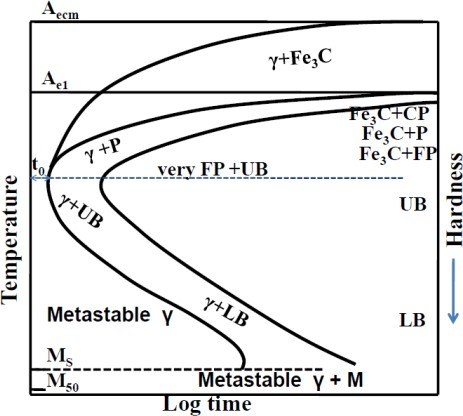 Aecm
γ+Fe3C
Ae1
Fe3C+CP
Fe3C+P
Fe3C+FP
γ+P
t0
very FP +UB
UB
γ+UB
γ+LB
LB
Metastable γ
MS
Metastable γ + M
M50
Log time
Temperature
Hardness